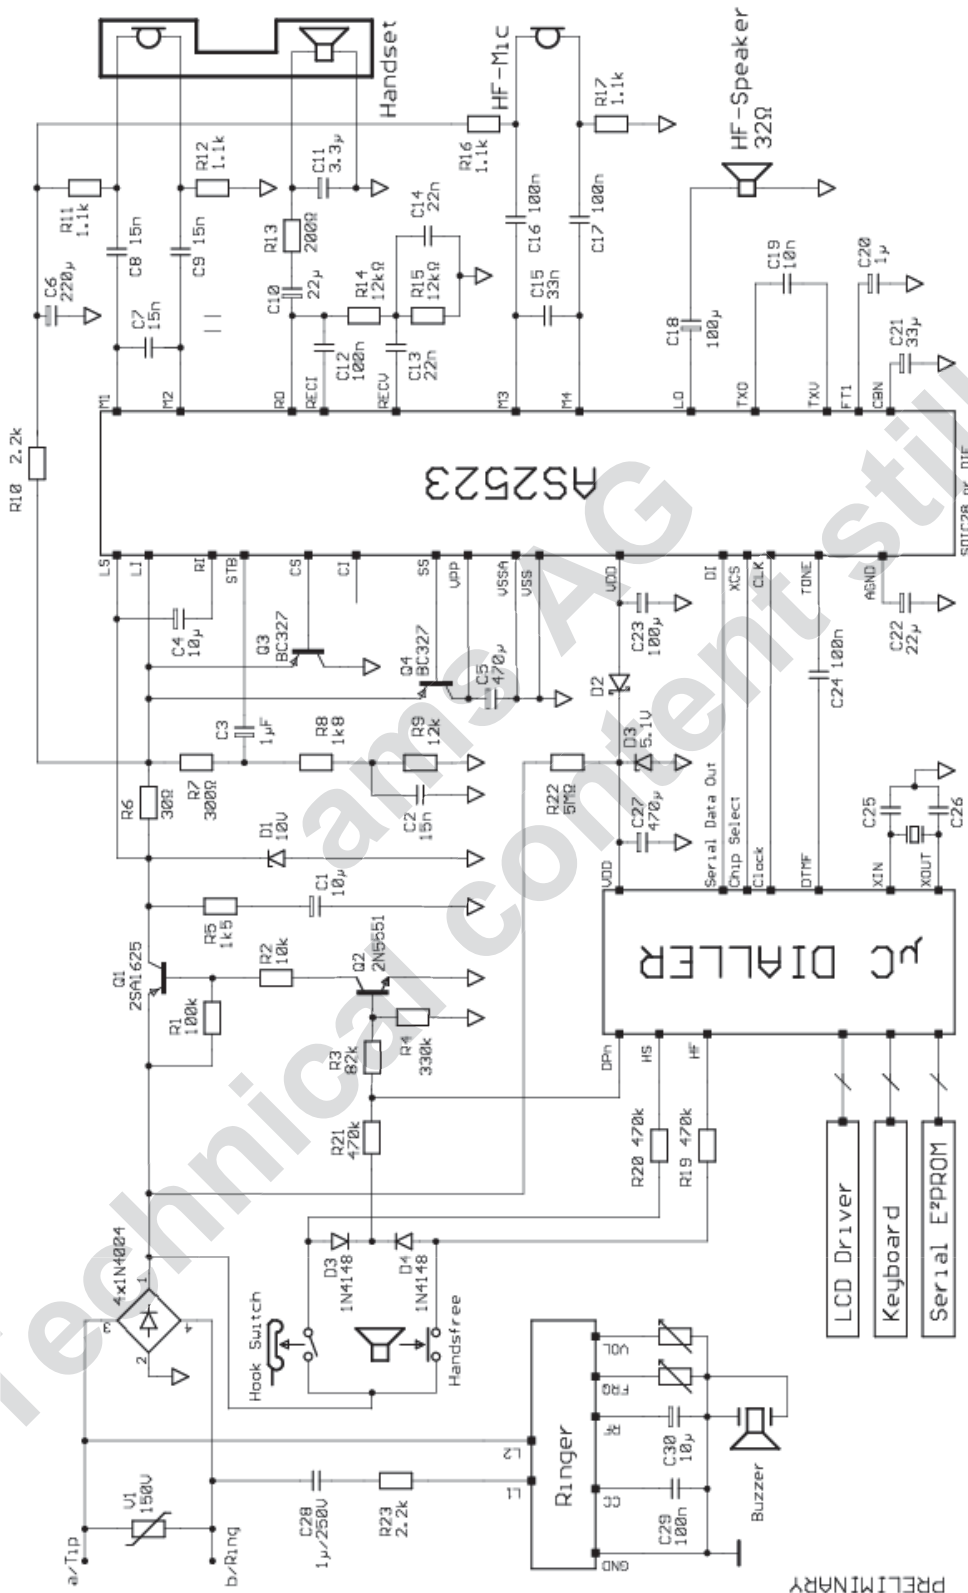 Handset
R11
1.1k
R12
1.1k
C6
220µ
C8 15n
C9 15n
C7
15n
C11
3.3µ
R13
200Ω
C10
22µ
C14
22n
R14
12kΩ
R15
12kΩ
C12
100n
C13
22n
HF-Mic
R16
1.1k
R17
1.1k
C16 100n
C17 100n
C15
33n
HF-Speaker
32Ω
C18
100µ
C19
10n
C20
1µ
C21
33µ
R10 2.2k
M1
M2
RO
RECI
RECV
M3
M4
LO
TXO
TXV
FT1
CBN
AS2523
LS
LI
RI
STB
CS
CI
SS
VPP
VSSA
VSS
VDD
DI
XCS
CLK
TONE
AGND
C4
10µ
Q3
BC327
Q4
BC327
C5
470µ
D2
C23
100µ
C24 100n
C22
22µ
R6
30Ω
R7
300Ω
C3
1µF
R8
1k8
R9
12k
C2
15n
D1
10V
R5
1k5
C1
10µ
R22
5MΩ
D3
5.1V
C27
470µ
C25
C26
VDD
Serial Data Out
Chip Select
Clock
DTMF
XIN
XOUT
µC DIALLER
DPn
HS
HF
Q1
2SA1625
R1
100k
R2
10k
Q2
2N5551
R3
82k
R4
330k
R21
470k
R20 470k
R19 470k
LCD Driver
Keyboard
Serial E²PROM
4x1N4004
1
2
3
4
D3
1N4148
D4
1N4148
Hook Switch
Handsfree
V1
150V
a/Tip
b/Ring
C28
1µ/250V
R23
2.2k
L2
L1
Ringer
VOL
FRQ
CC
GND
C30
10µ
C29
100n
Buzzer
PRELIMINARY
ams AG
Technical content still